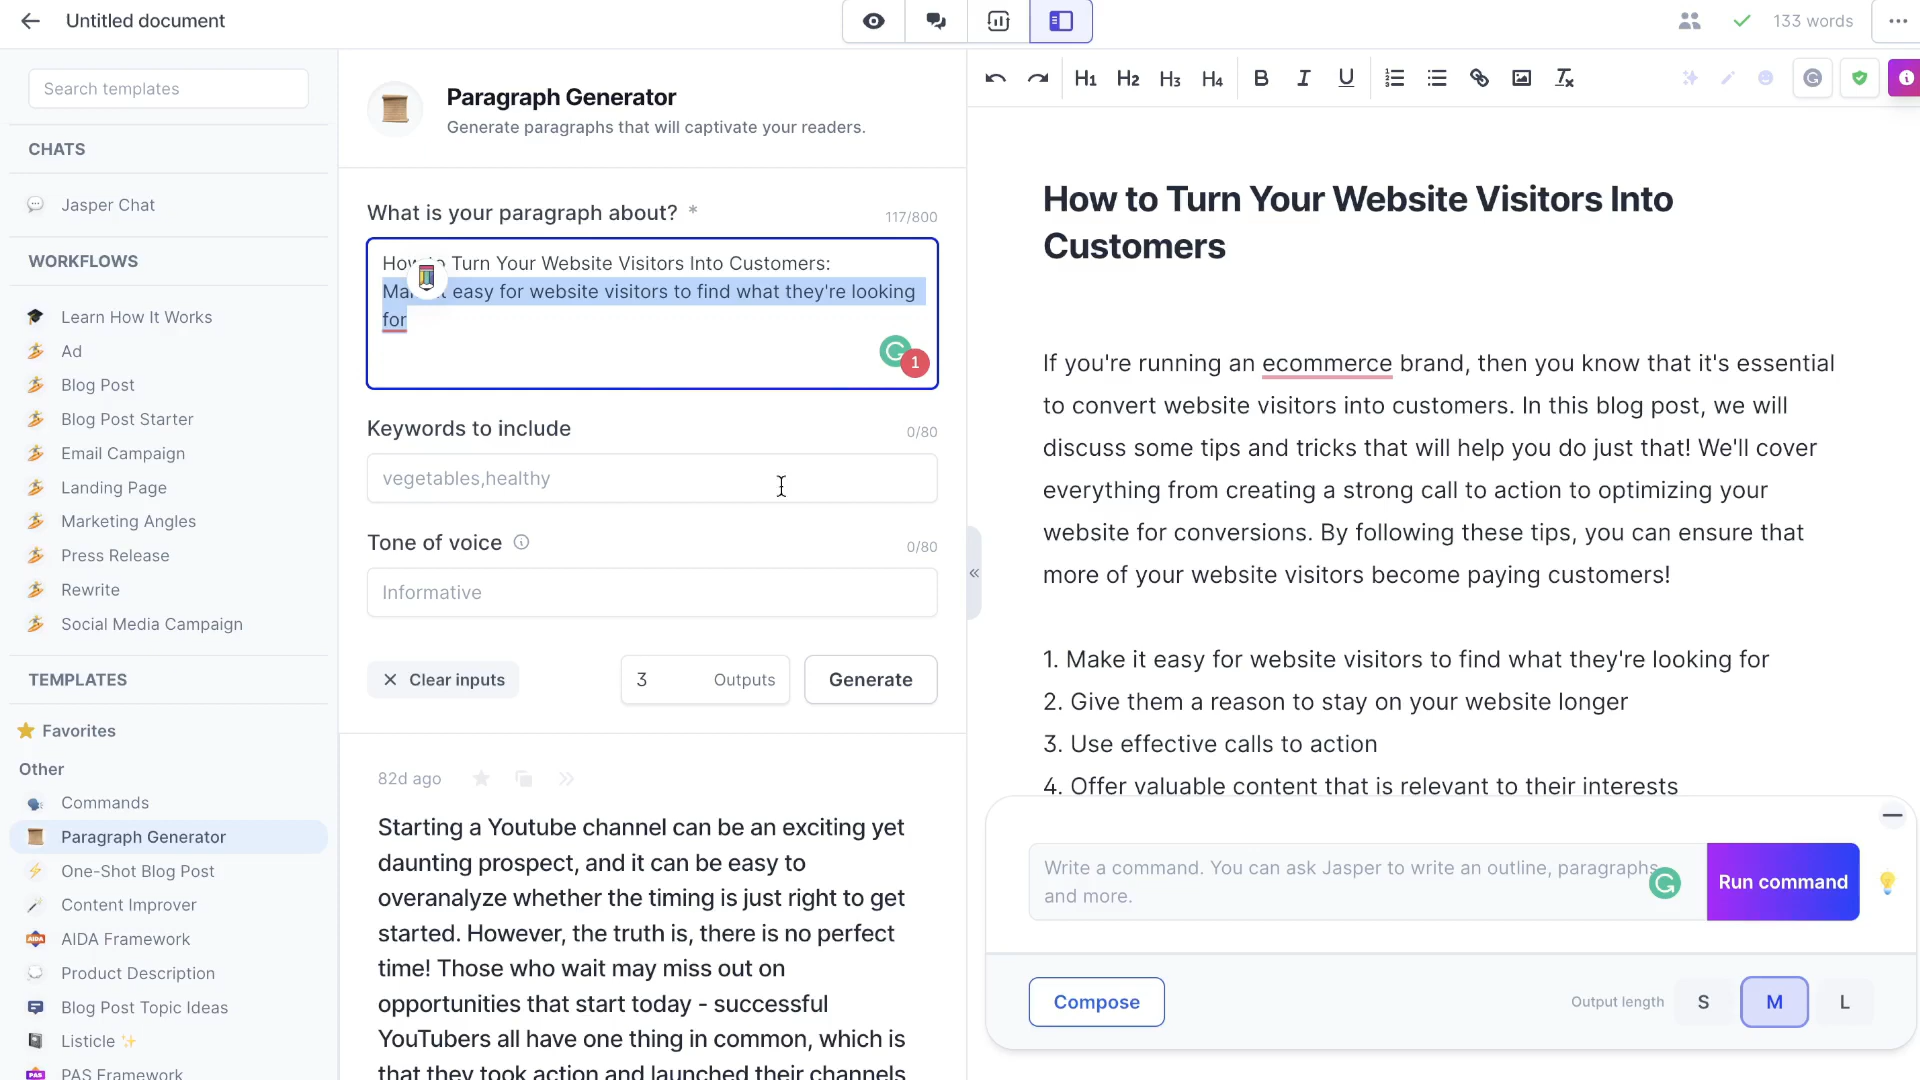 Untitled document
133 words
Search templates
CHATS
Jasper Chat
WORKFLOWS
Learn How It Works
Ad
Blog Post
Blog Post Starter
Email Campaign
Landing Page
Marketing Angles
Press Release
Rewrite
Social Media Campaign
TEMPLATES
Favorites
Other
Commands
Paragraph Generator
One-Shot Blog Post
Content Improver
AIDA Framework
Product Description
Blog Post Topic Ideas
Listicle
PAS Framework
Paragraph Generator
Generate paragraphs that will captivate your readers.
What is your paragraph about? *
117/800
Turn Your Website Visitors Into Customers:
easy for website visitors to find what they're looking
for
1
Keywords to include
0/80
vegetables,healthy
Tone of voice
0/80
Informative
Clear inputs
3 Outputs
Generate
82d ago
Starting a Youtube channel can be an exciting yet
daunting prospect, and it can be easy to
overanalyze whether the timing is just right to get
started. However, the truth is, there is no perfect
time! Those who wait may miss out on
opportunities that start today - successful
YouTubers all have one thing in common, which is
that they took action and launched their channels
H1 H2 H3 H4 B I U
How to Turn Your Website Visitors Into
Customers
If you're running an ecommerce brand, then you know that it's essential
to convert website visitors into customers. In this blog post, we will
discuss some tips and tricks that will help you do just that! We'll cover
everything from creating a strong call to action to optimizing your
website for conversions. By following these tips, you can ensure that
more of your website visitors become paying customers!
1. Make it easy for website visitors to find what they're looking for
2. Give them a reason to stay on your website longer
3. Use effective calls to action
4. Offer valuable content that is relevant to their interests
Write a command. You can ask Jasper to write an outline, paragraphs
and more.
Run command
Compose
Output length
S
M
L